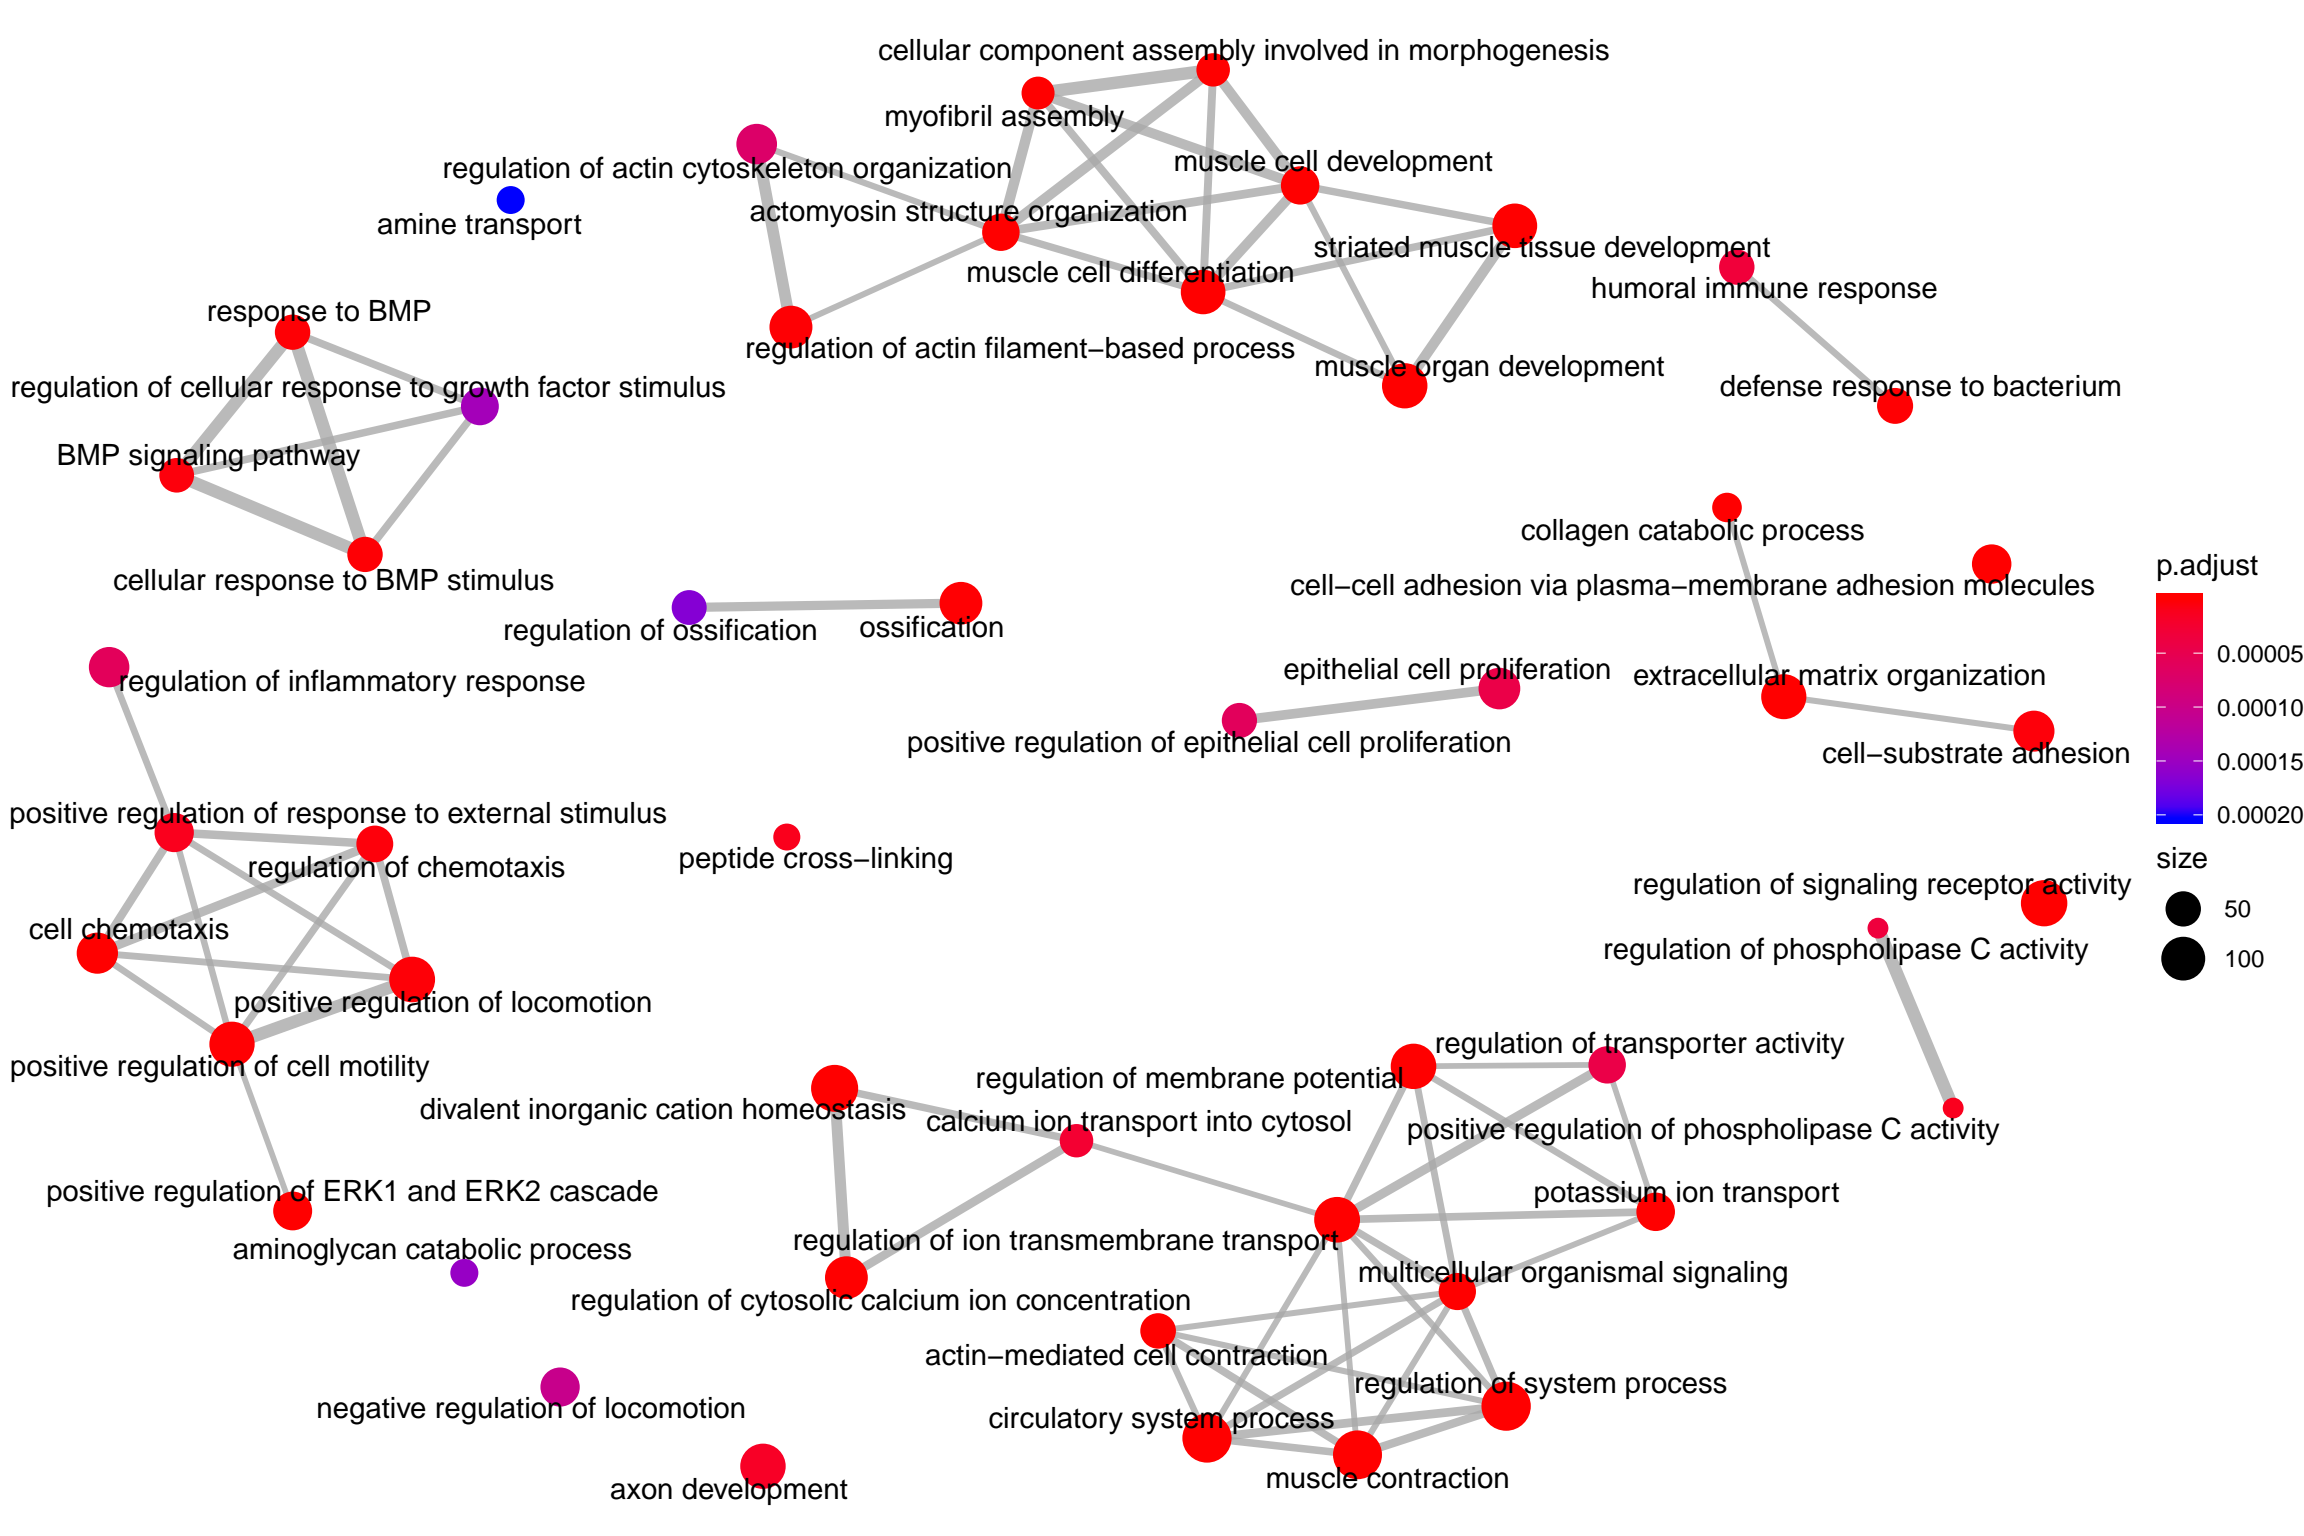 cellular component assembly involved in morphogenesis
myofibril assembly
regulation of actin cytoskeleton organization
muscle cell development
amine transport
actomyosin structure organization
striated muscle tissue development
muscle cell differentiation
humoral immune response
response to BMP
regulation of actin filament−based process
muscle organ development
defense response to bacterium
regulation of cellular response to growth factor stimulus
BMP signaling pathway
collagen catabolic process
cellular response to BMP stimulus
cell−cell adhesion via plasma−membrane adhesion molecules
regulation of ossification
ossification
epithelial cell proliferation
extracellular matrix organization
regulation of inflammatory response
positive regulation of epithelial cell proliferation
cell−substrate adhesion
p.adjust
0.00005
0.00010
0.00015
0.00020
size
50
100
positive regulation of response to external stimulus
regulation of chemotaxis
peptide cross−linking
regulation of signaling receptor activity
cell chemotaxis
regulation of phospholipase C activity
positive regulation of locomotion
positive regulation of cell motility
regulation of transporter activity
regulation of membrane potential
divalent inorganic cation homeostasis
calcium ion transport into cytosol
positive regulation of phospholipase C activity
positive regulation of ERK1 and ERK2 cascade
potassium ion transport
aminoglycan catabolic process
regulation of ion transmembrane transport
multicellular organismal signaling
regulation of cytosolic calcium ion concentration
actin−mediated cell contraction
regulation of system process
negative regulation of locomotion
circulatory system process
muscle contraction
axon development